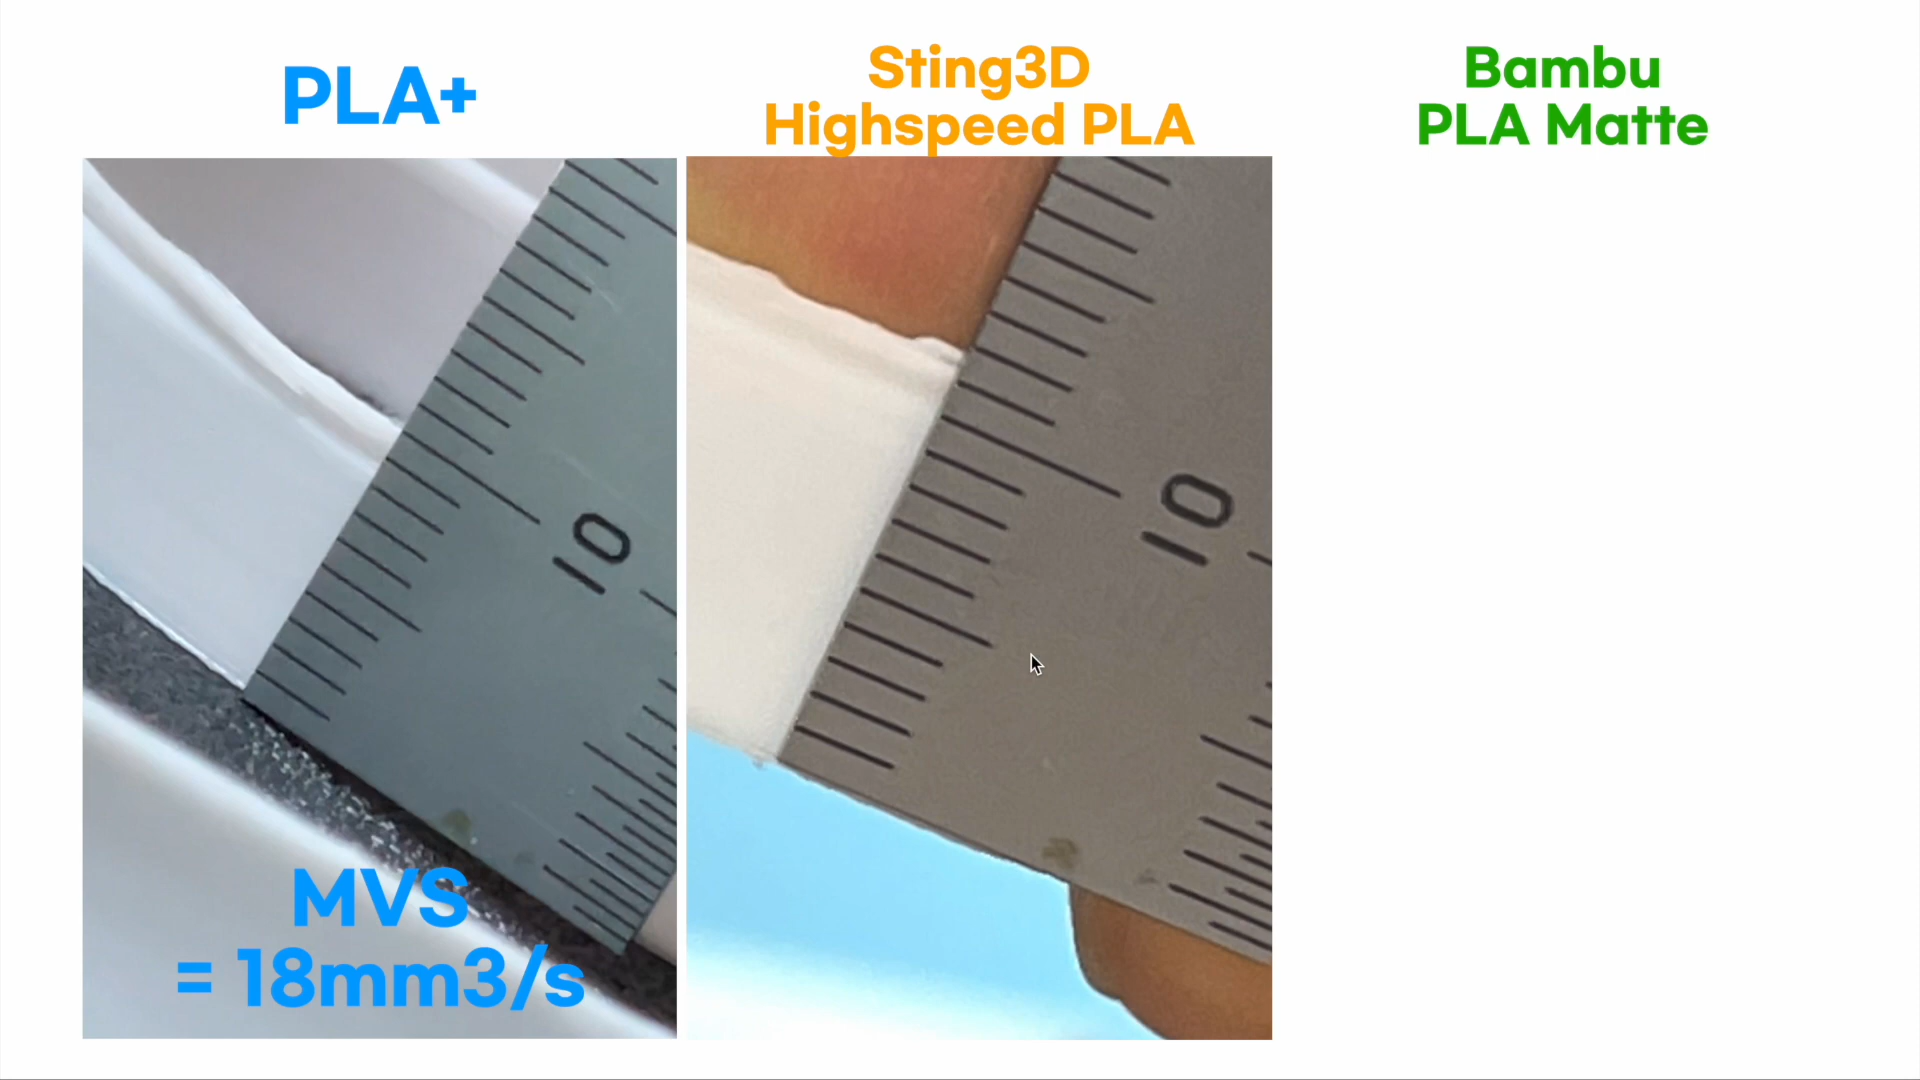 PLA+
Sting3D
Highspeed PLA
Bambu
PLA Matte
10
10
MVS
= 18mm3/s